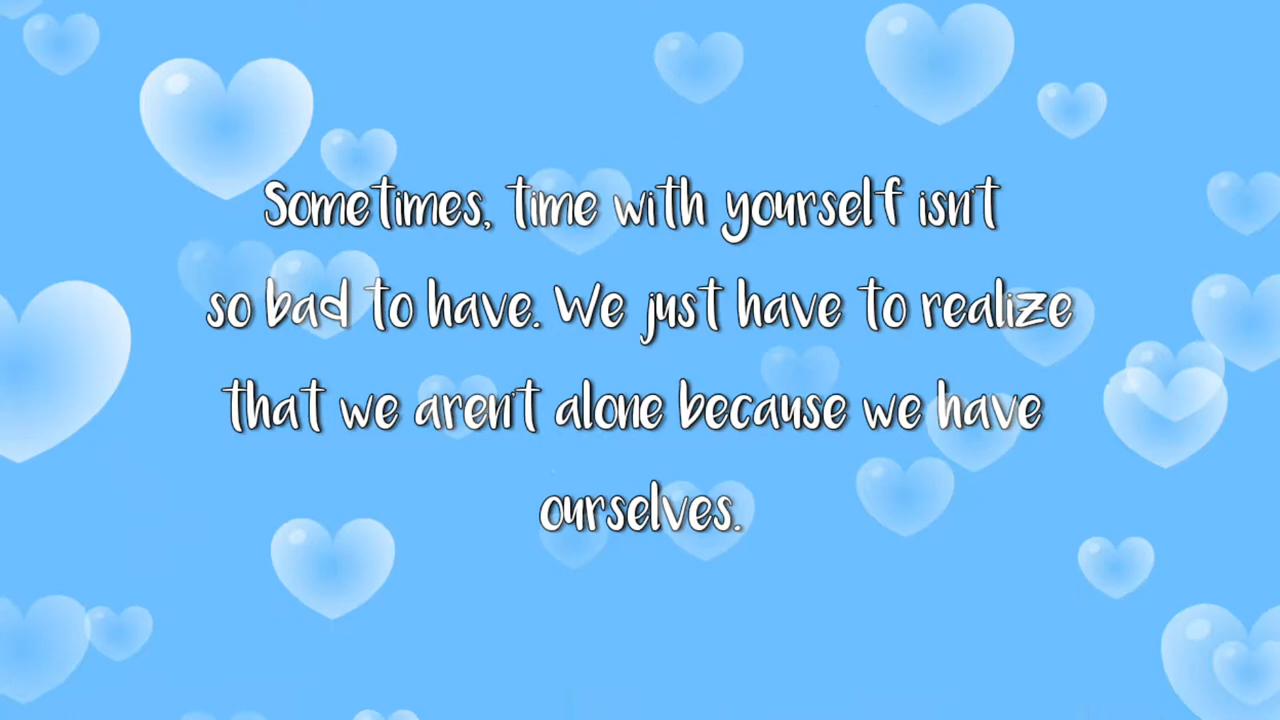 Sometimes, time with yourself isn't
so bad to have. We just have to realize
that we aren't alone because we have
ourselves.